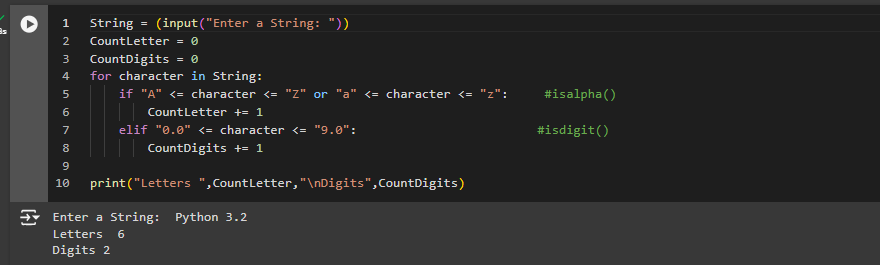 3s
1 String = (input("Enter a String: "))
2 CountLetter = 0
3 CountDigits = 0
4 for character in String:
5 if "A" <= character <= "Z" or "a" <= character <= "z": #isalpha()
6 CountLetter += 1
7 elif "0.0" <= character <= "9.0": #isdigit()
8 CountDigits += 1
9
10 print("Letters ",CountLetter,"\nDigits",CountDigits)
Enter a String: Python 3.2
Letters 6
Digits 2